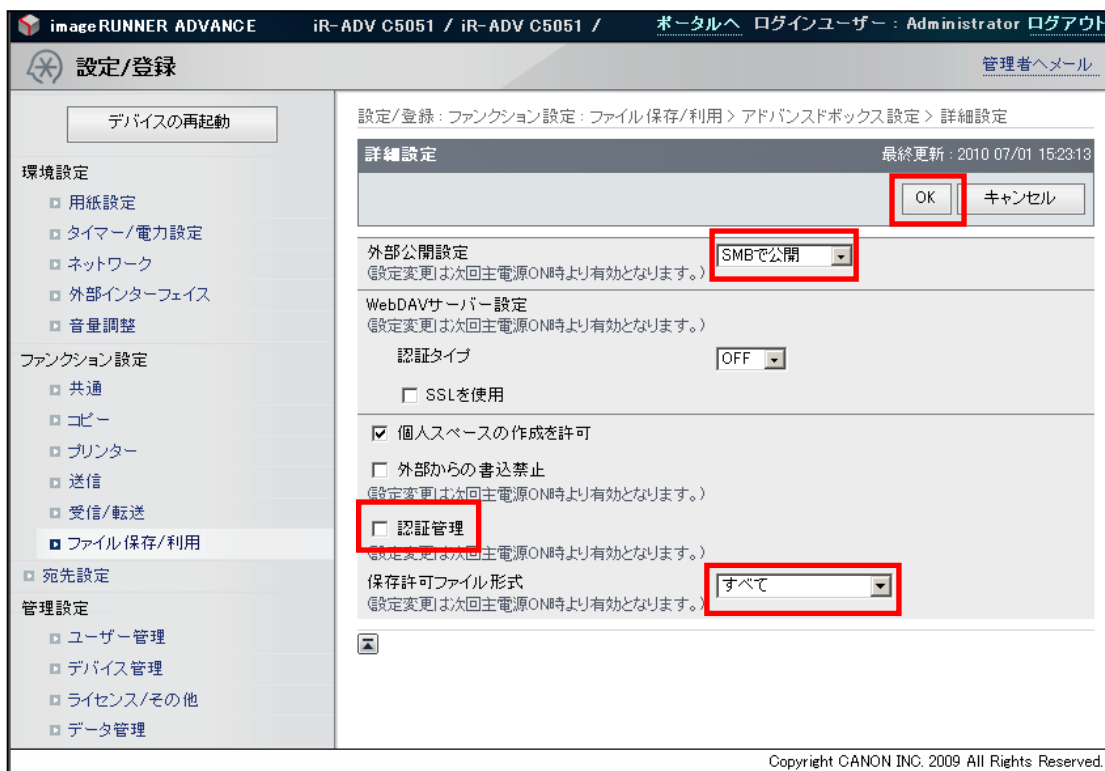 imageRUNNER ADVANCE iR-ADV C5051 / iR-ADV C5051 / ポータルへ ログインユーザー : Administrator ログアウト
設定/登録 管理者へメール
デバイスの再起動
環境設定
用紙設定
タイマー/電力設定
ネットワーク
外部インターフェイス
音量調整
ファンクション設定
共通
コピー
プリンター
送信
受信/転送
ファイル保存/利用
宛先設定
管理設定
ユーザー管理
デバイス管理
ライセンス/その他
データ管理
設定/登録 : ファンクション設定 : ファイル保存/利用 > アドバンスドボックス設定 > 詳細設定
詳細設定 最終更新 : 2010 07/01 15:23:13
OK キャンセル
外部公開設定 SMBで公開
(設定変更は次回主電源ON時より有効となります。)
WebDAVサーバー設定
(設定変更は次回主電源ON時より有効となります。)
認証タイプ OFF
SSLを使用
個人スペースの作成を許可
外部からの書込禁止
(設定変更は次回主電源ON時より有効となります。)
認証管理
(設定変更は次回主電源ON時より有効となります。)
保存許可ファイル形式 すべて
(設定変更は次回主電源ON時より有効となります。)
Copyright CANON INC. 2009 All Rights Reserved.